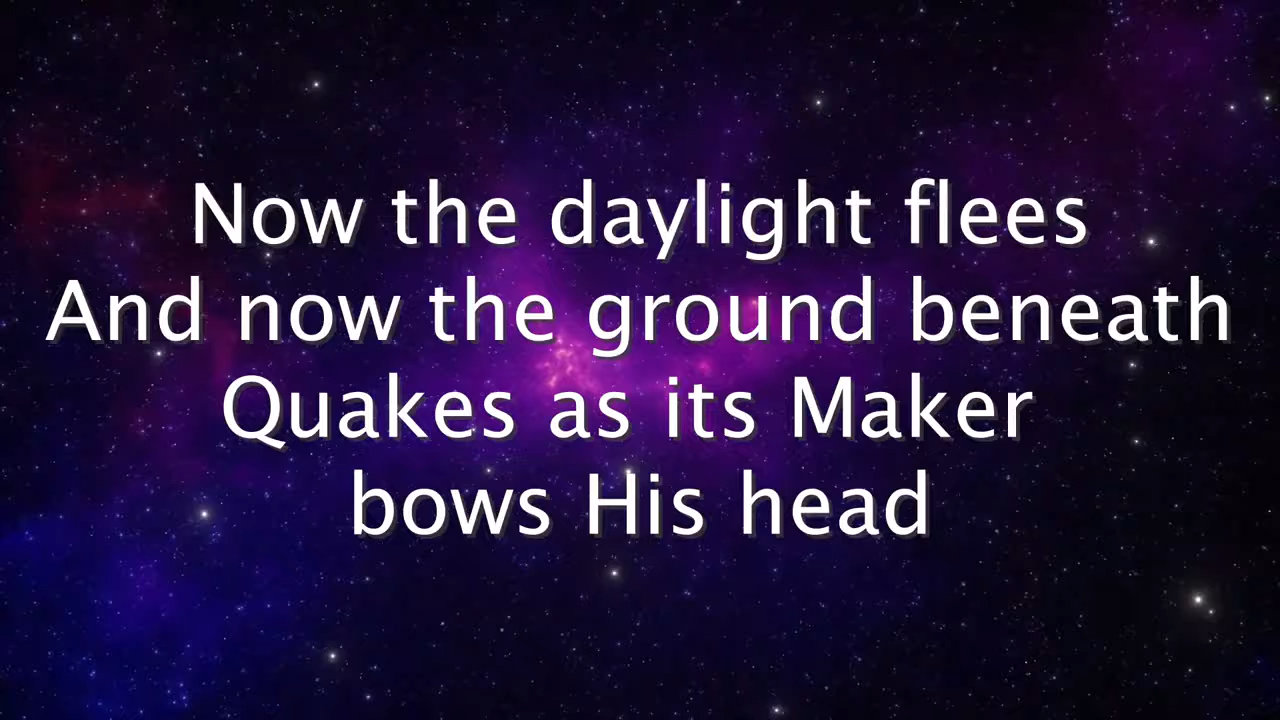 Now the daylight flees
And now the ground beneath
Quakes as its Maker
bows His head